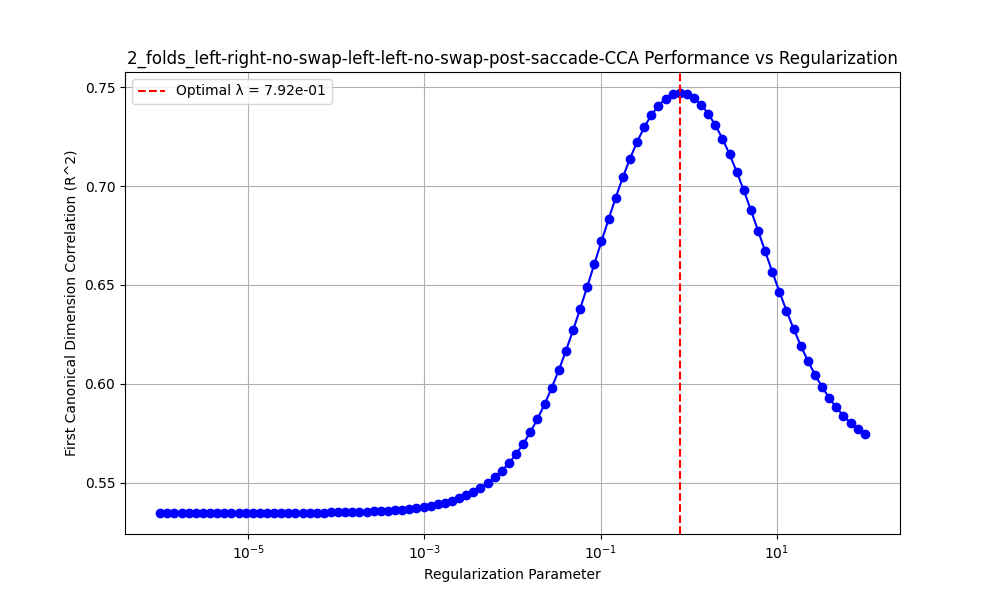 2_folds_left-right-no-swap-left-left-no-swap-post-saccade-CCA Performance vs Regularization
Optimal λ = 7.92e-01
First Canonical Dimension Correlation (R^2)
0.75
0.70
0.65
0.60
0.55
10^-5
10^-3
10^-1
10^1
Regularization Parameter